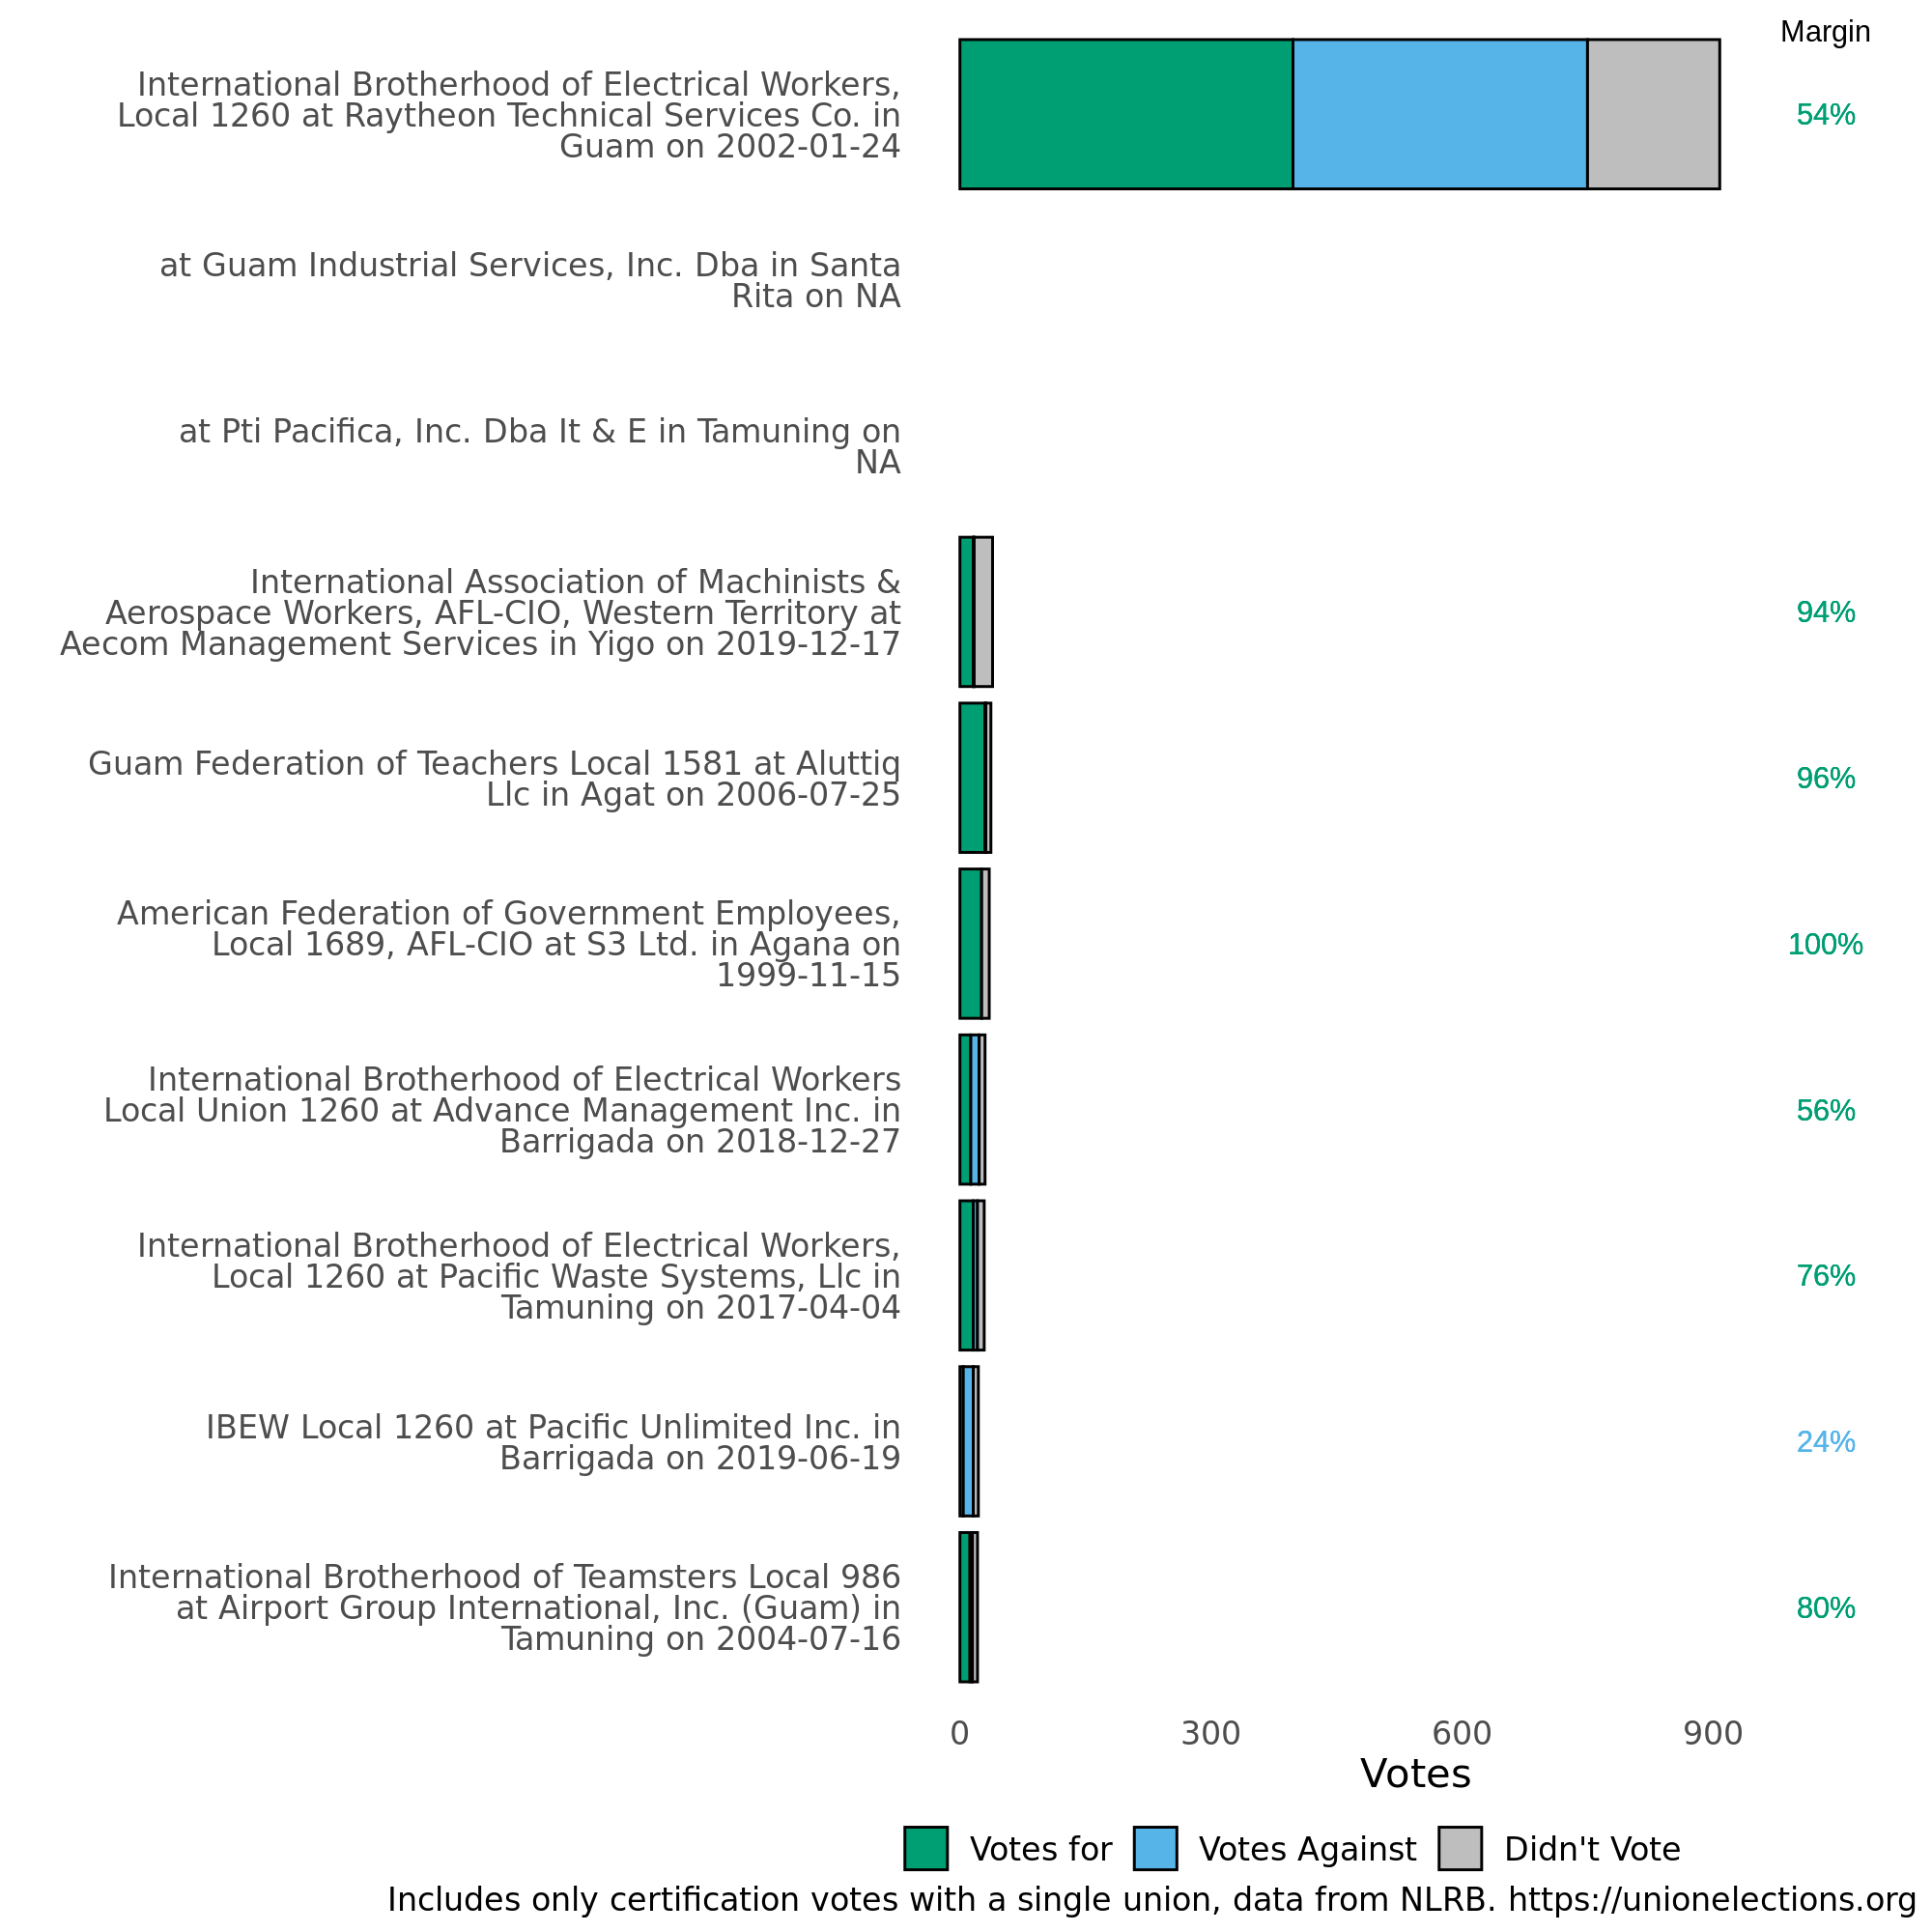 Margin
International Brotherhood of Electrical Workers,
Local 1260 at Raytheon Technical Services Co. in
Guam on 2002-01-24
54%
at Guam Industrial Services, Inc. Dba in Santa
Rita on NA
at Pti Pacifica, Inc. Dba It & E in Tamuning on
NA
International Association of Machinists &
Aerospace Workers, AFL-CIO, Western Territory at
Aecom Management Services in Yigo on 2019-12-17
94%
Guam Federation of Teachers Local 1581 at Aluttiq
Llc in Agat on 2006-07-25
96%
American Federation of Government Employees,
Local 1689, AFL-CIO at S3 Ltd. in Agana on
1999-11-15
100%
International Brotherhood of Electrical Workers
Local Union 1260 at Advance Management Inc. in
Barrigada on 2018-12-27
56%
International Brotherhood of Electrical Workers,
Local 1260 at Pacific Waste Systems, Llc in
Tamuning on 2017-04-04
76%
IBEW Local 1260 at Pacific Unlimited Inc. in
Barrigada on 2019-06-19
24%
International Brotherhood of Teamsters Local 986
at Airport Group International, Inc. (Guam) in
Tamuning on 2004-07-16
80%
0 300 600 900
Votes
Votes for Votes Against Didn't Vote
Includes only certification votes with a single union, data from NLRB. https://unionelections.org